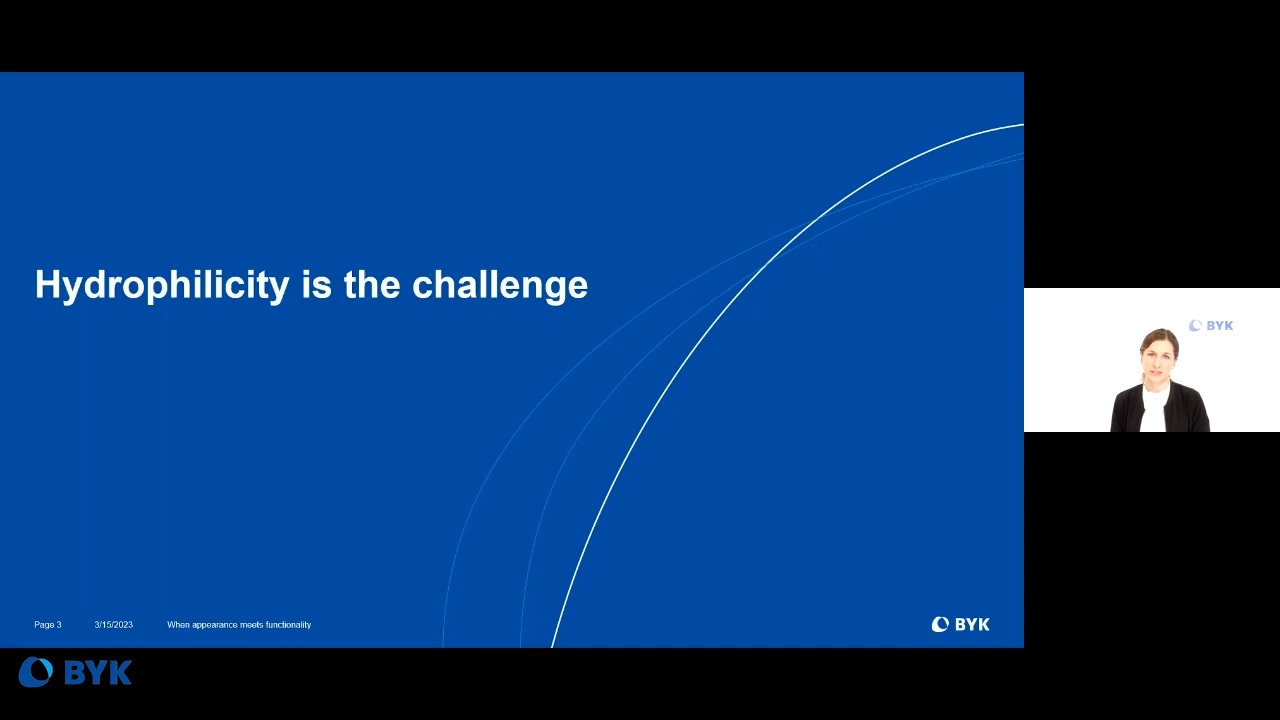 Hydrophilicity is the challenge
BYK
Page 3 3/15/2023 When appearance meets functionality
BYK
BYK